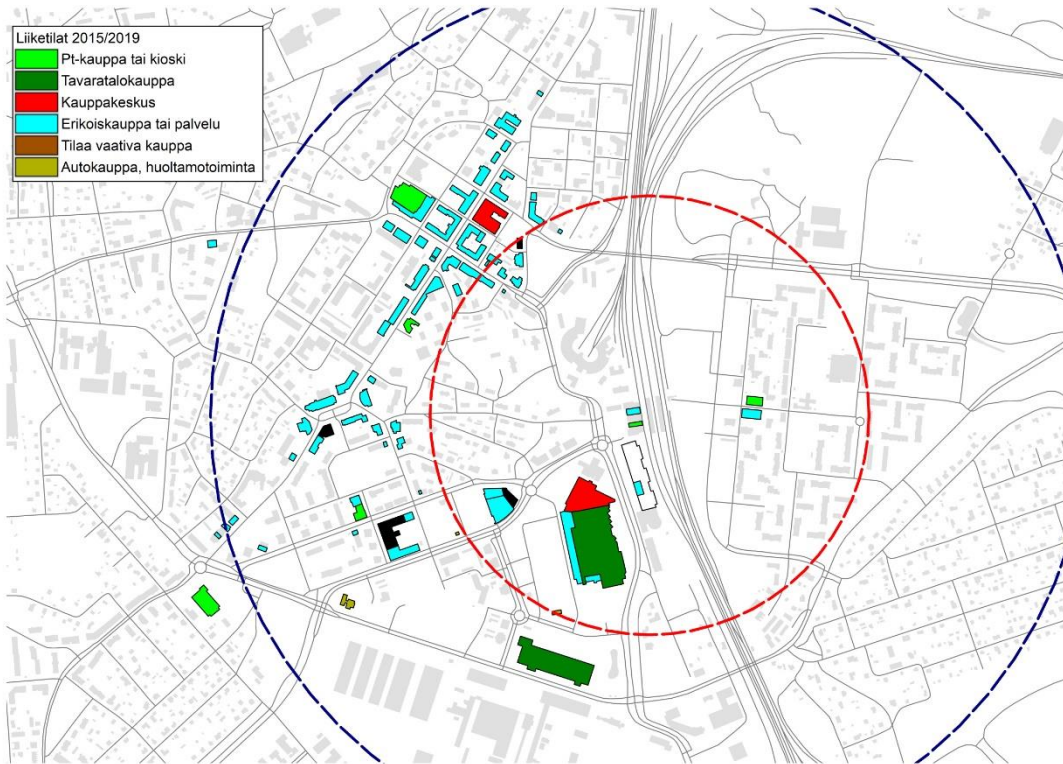 Liiketilat 2015/2019
Pt-kauppa tai kioski
Tavaratalokauppa
Kauppakeskus
Erikoiskauppa tai palvelu
Tilaa vaativa kauppa
Autokauppa, huoltamotoiminta